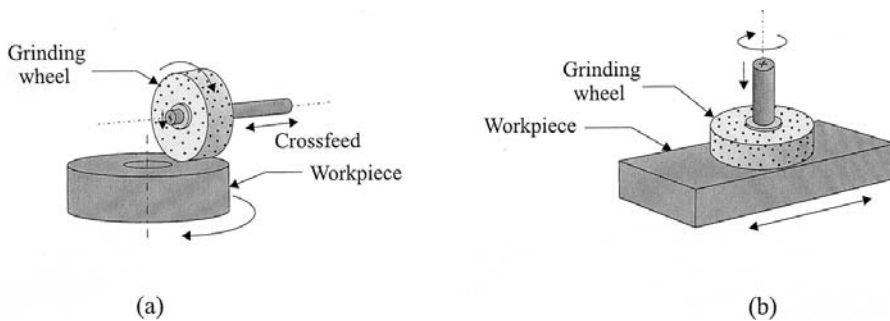 Grinding
wheel
Crossfeed
Workpiece
(a)
Grinding
wheel
Workpiece
(b)